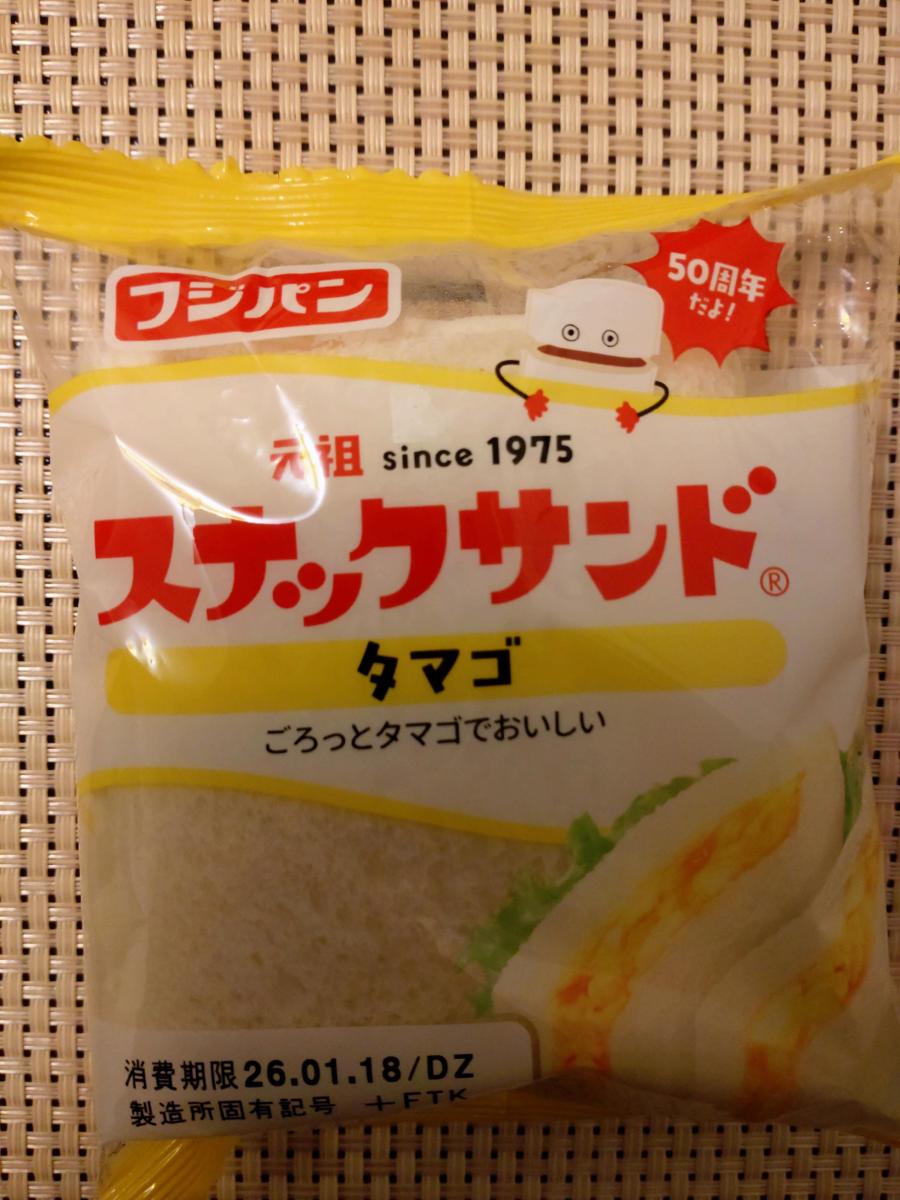 フジパン
50周年
だよ!
元祖 since 1975
スナックサンド®
タマゴ
ごろっとタマゴでおいしい
消費期限26.01.18/DZ
製造所固有記号 +FTK